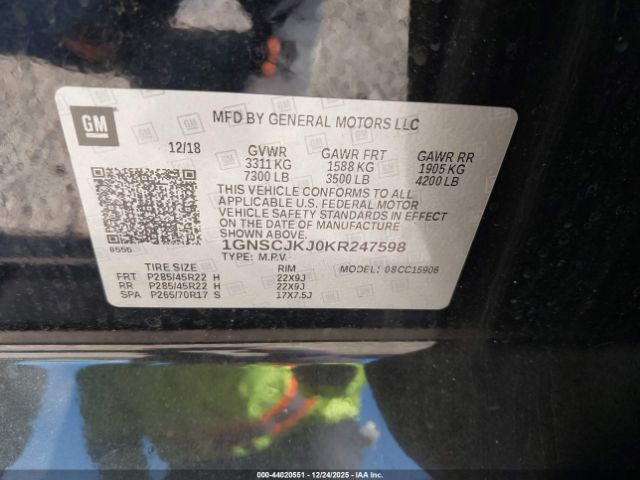 GM
MFD BY GENERAL MOTORS LLC
12/18
GVWR GAWR FRT GAWR RR
3311 KG 1588 KG 1905 KG
7300 LB 3500 LB 4200 LB
THIS VEHICLE CONFORMS TO ALL
APPLICABLE U.S. FEDERAL MOTOR
VEHICLE SAFETY STANDARDS IN EFFECT
ON THE DATE OF MANUFACTURE
SHOWN ABOVE.
1GNSCJKJ0KR247598
TYPE: M.P.V. MODEL: 08CC15906
TIRE SIZE RIM
FRT P285/45R22 H 22X9J
RR P285/45R22 H 22X9J
SPA P265/70R17 S 17X7.5J
000-44020551 - 12/24/2025 - IAAI.COM